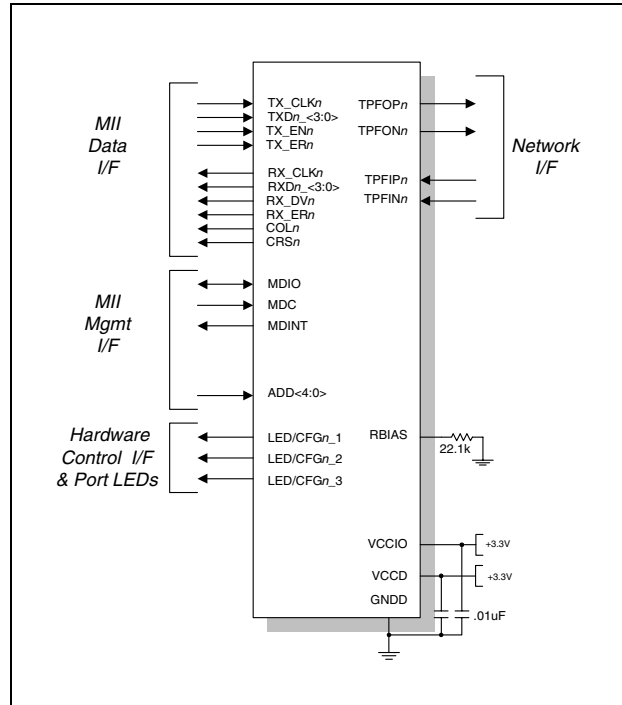 MII
Data
I/F
TX_CLKn
TXDn_<3:0>
TX_ENn
TX_ERn
RX_CLKn
RXDn_<3:0>
RX_DVn
RX_ERn
COLn
CRSn
TPFOPn
TPFONn
TPFIPn
TPFINn
Network
I/F
MII
Mgmt
I/F
MDIO
MDC
MDINT
ADD<4:0>
Hardware
Control I/F
& Port LEDs
LED/CFGn_1
LED/CFGn_2
LED/CFGn_3
RBIAS
22.1k
VCCIO
+3.3V
VCCD
+3.3V
GNDD
.01uF